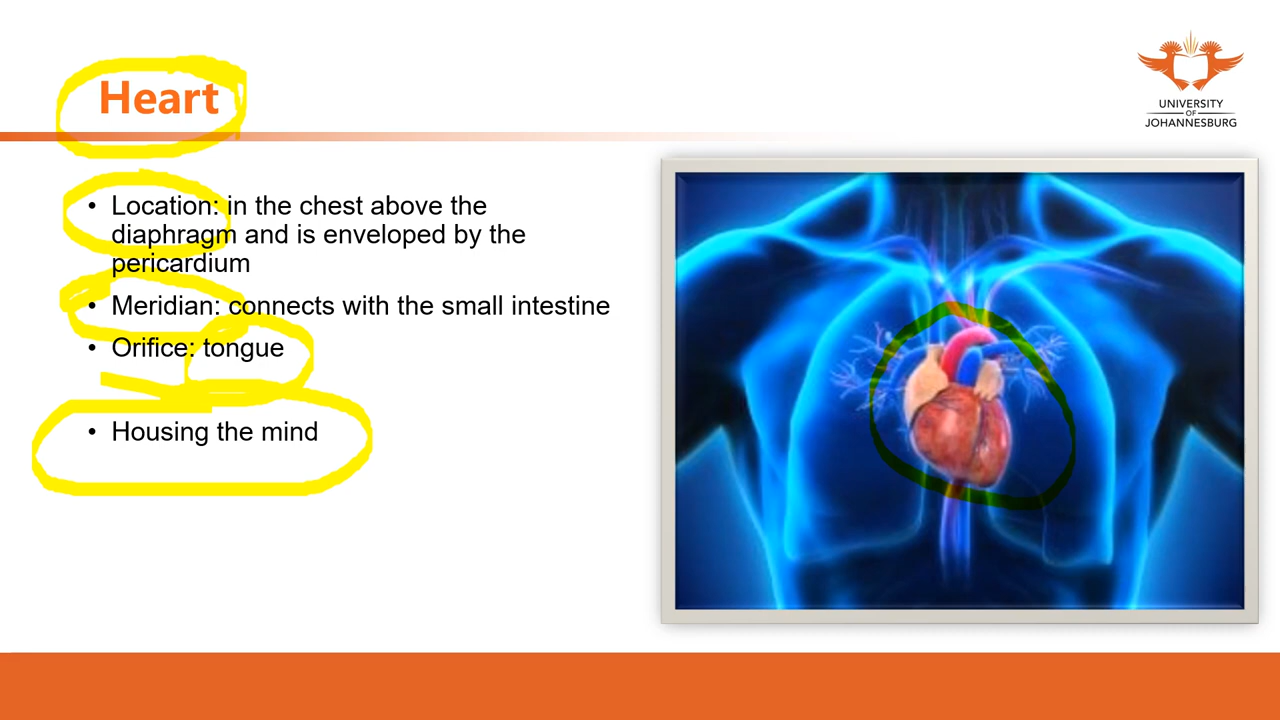 Heart
UNIVERSITY
OF
JOHANNESBURG
• Location: in the chest above the
diaphragm and is enveloped by the
pericardium
• Meridian: connects with the small intestine
• Orifice: tongue
• Housing the mind